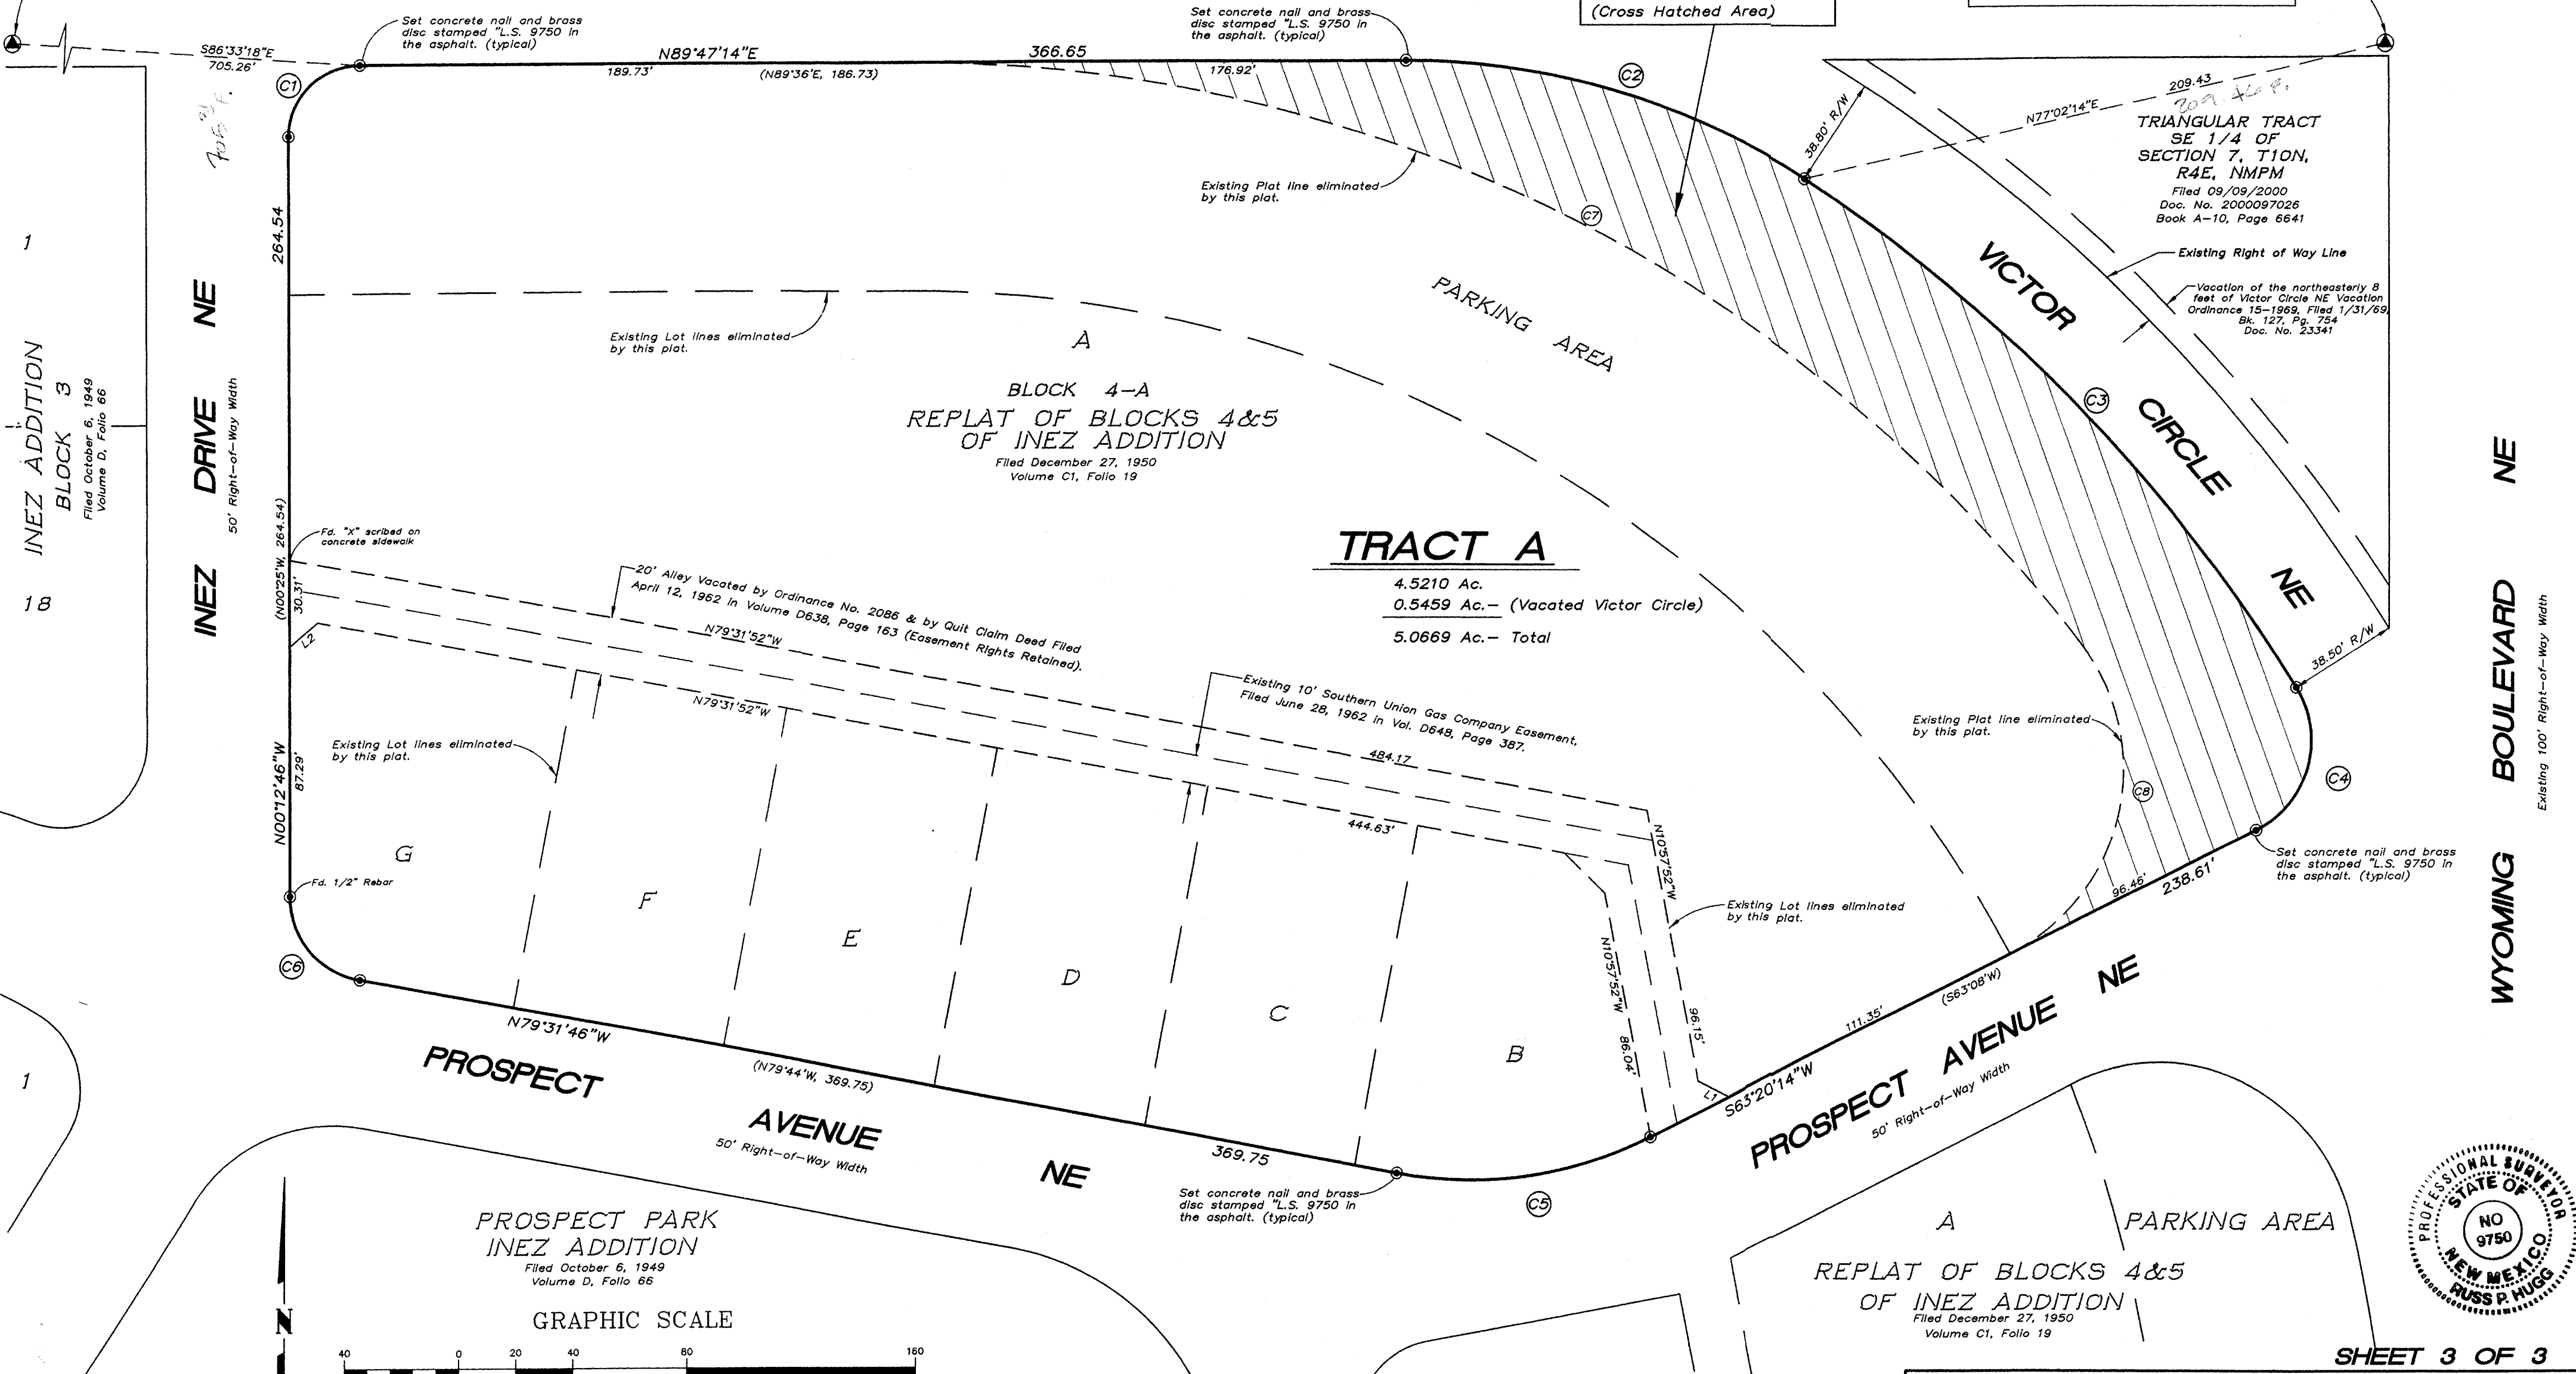 Set concrete nail and brass
disc stamped "L.S. 9750 in
the asphalt. (typical)
Set concrete nail and brass
disc stamped "L.S. 9750 in
the asphalt. (typical)
(Cross Hatched Area)
S86°33'18"E
705.26'
C1
N89°47'14"E
366.65
189.73'
(N89°36'E, 186.73)
176.92'
C2
38.80' R/W
209.43
209.46 F.
N77°02'14"E
TRIANGULAR TRACT
SE 1/4 OF
SECTION 7, T10N,
R4E, NMPM
Filed 09/09/2000
Doc. No. 2000097026
Book A-10, Page 6641
Existing Plat line eliminated
by this plat.
C7
Existing Right of Way Line
Vacation of the northeasterly 8
feet of Victor Circle NE Vacation
Ordinance 15-1969, Filed 1/31/69,
Bk. 127, Pg. 754
Doc. No. 23341
VICTOR CIRCLE NE
C3
PARKING AREA
264.54
1
INEZ ADDITION
BLOCK 3
Filed October 6, 1949
Volume D, Folio 66
18
INEZ DRIVE NE
50' Right-of-Way Width
Existing Lot lines eliminated
by this plat.
A
BLOCK 4-A
REPLAT OF BLOCKS 4&5
OF INEZ ADDITION
Filed December 27, 1950
Volume C1, Folio 19
TRACT A
4.5210 Ac.
0.5459 Ac.- (Vacated Victor Circle)
5.0669 Ac.- Total
(N00°25'W, 264.54)
30.31'
Fd. "X" scribed on
concrete sidewalk
L2
20' Alley Vacated by Ordinance No. 2086 & by Quit Claim Deed Filed
April 12, 1962 in Volume D638, Page 163 (Easement Rights Retained).
N79°31'52"W
N79°31'52"W
Existing 10' Southern Union Gas Company Easement,
Filed June 28, 1962 in Vol. D648, Page 387.
484.17
444.63'
38.50' R/W
Existing Plat line eliminated
by this plat.
C8
C4
WYOMING BOULEVARD NE
Existing 100' Right-of-Way Width
Existing Lot lines eliminated
by this plat.
N00°12'46"W
87.29'
G
F
E
D
C
B
Fd. 1/2" Rebar
C6
N10°57'52"W
96.15'
N10°57'52"W 86.04'
Existing Lot lines eliminated
by this plat.
96.46'
238.61'
Set concrete nail and brass
disc stamped "L.S. 9750 in
the asphalt. (typical)
111.35'
(S63°08'W)
L1
S63°20'14"W
PROSPECT AVENUE NE
50' Right-of-Way Width
N79°31'46"W
(N79°44'W, 369.75)
369.75
PROSPECT AVENUE NE
50' Right-of-Way Width
Set concrete nail and brass
disc stamped "L.S. 9750 in
the asphalt. (typical)
C5
1
PROSPECT PARK
INEZ ADDITION
Filed October 6, 1949
Volume D, Folio 66
A
PARKING AREA
REPLAT OF BLOCKS 4&5
OF INEZ ADDITION
Filed December 27, 1950
Volume C1, Folio 19
PROFESSIONAL SURVEYOR
STATE OF
NO
9750
NEW MEXICO
RUSS P. HUGG
N
GRAPHIC SCALE
40 0 20 40 80 160
SHEET 3 OF 3